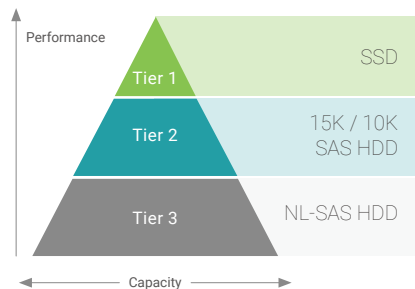 Performance
SSD
Tier 1
15K / 10K
SAS HDD
Tier 2
NL-SAS HDD
Tier 3
Capacity